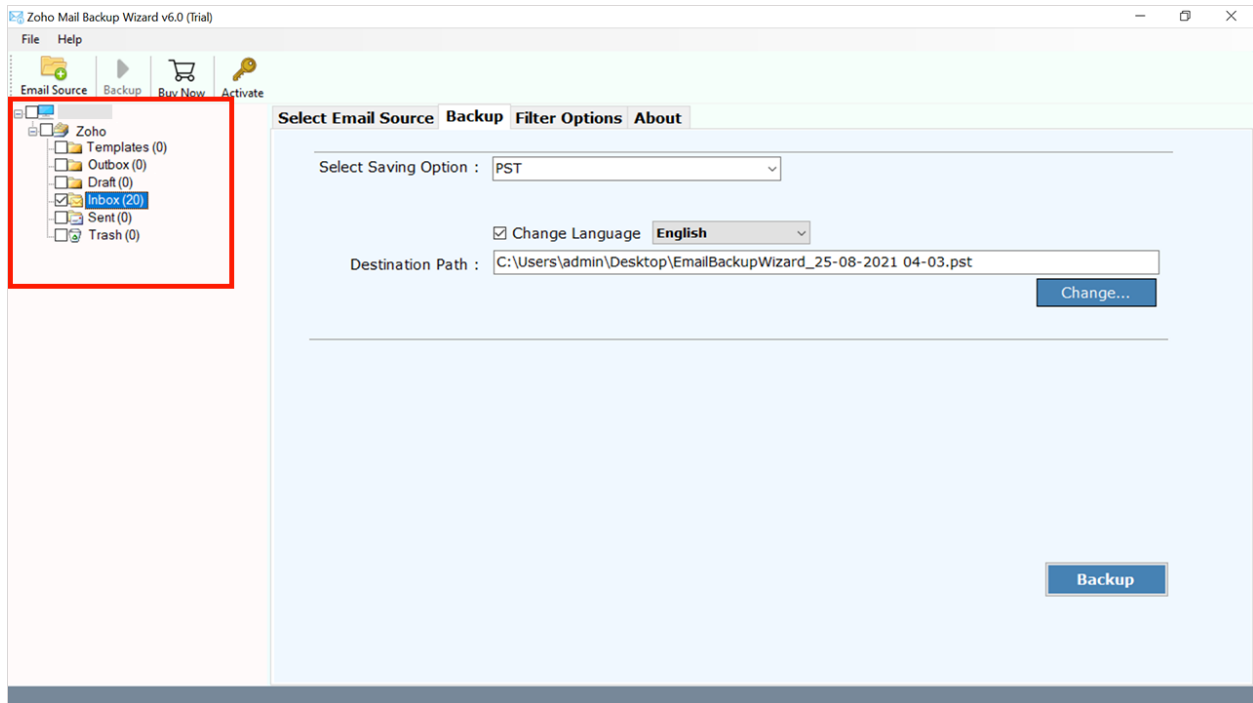 Zoho Mail Backup Wizard v6.0 (Trial)
File Help
Email Source Backup Buy Now Activate
Zoho
Templates (0)
Outbox (0)
Draft (0)
Inbox (20)
Sent (0)
Trash (0)
Select Email Source Backup Filter Options About
Select Saving Option : PST
Change Language English
Destination Path : C:\Users\admin\Desktop\EmailBackupWizard_25-08-2021 04-03.pst
Change...
Backup